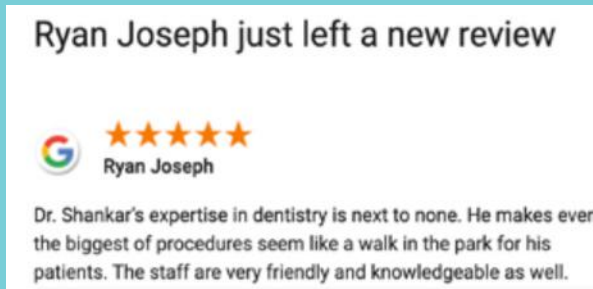 Ryan Joseph just left a new review
Ryan Joseph
Dr. Shankar's expertise in dentistry is next to none. He makes ever
the biggest of procedures seem like a walk in the park for his
patients. The staff are very friendly and knowledgeable as well.